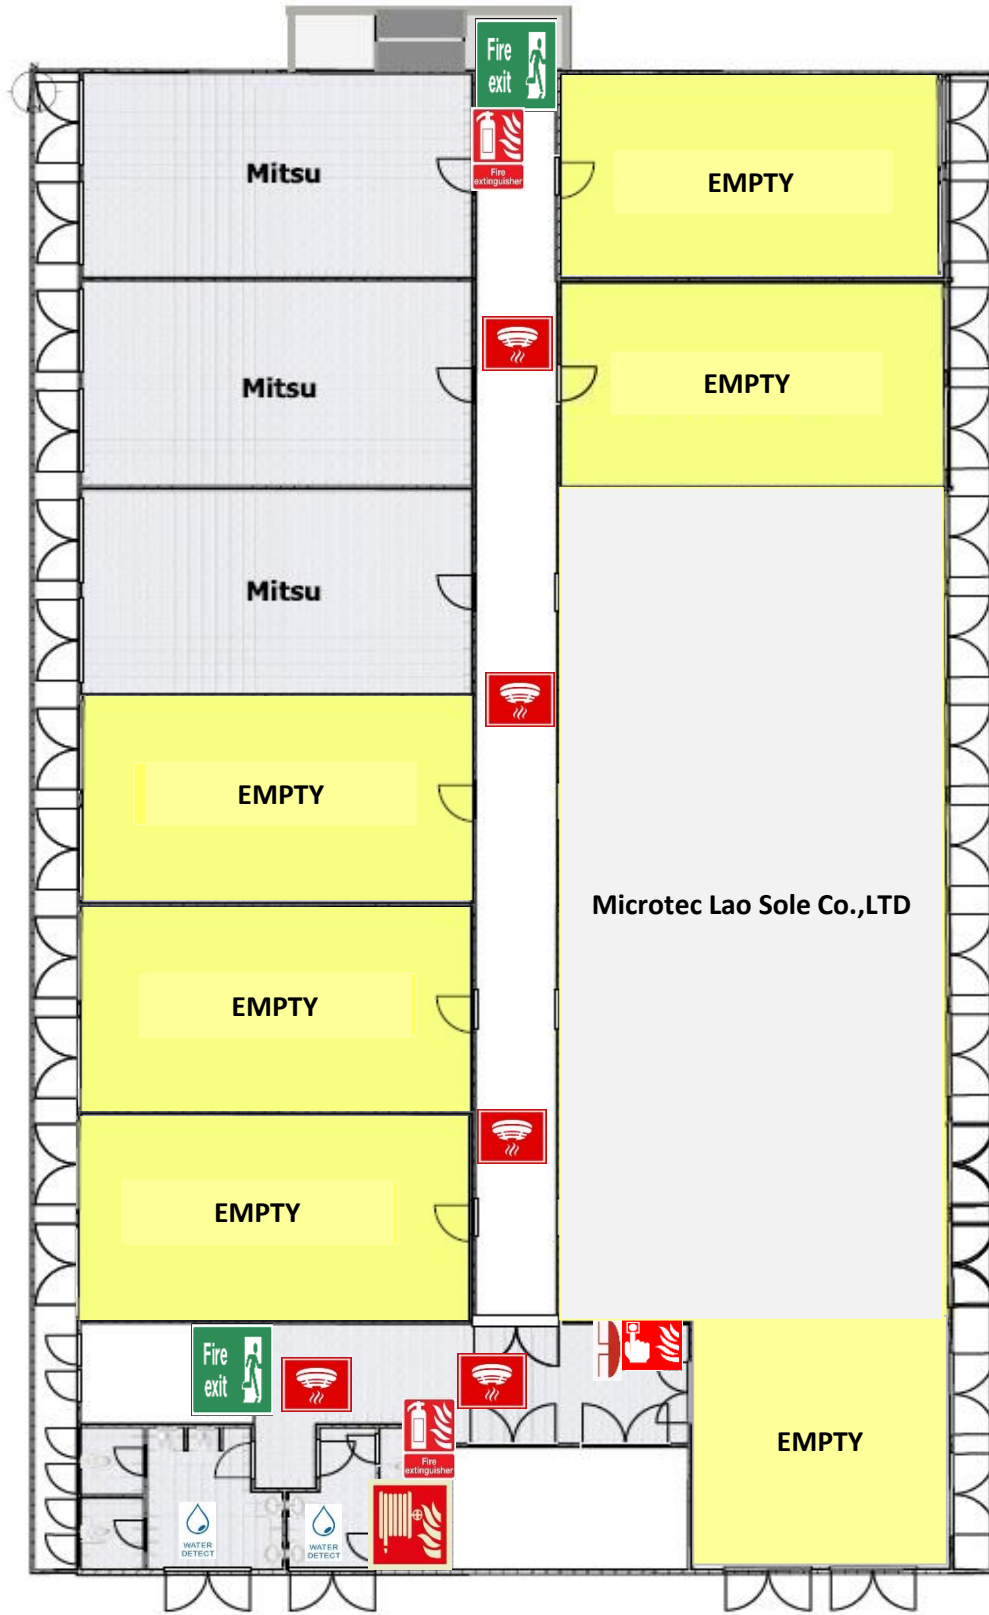 Fire
exit
Fire
extinguisher
Mitsu
EMPTY
Mitsu
EMPTY
Mitsu
EMPTY
Microtec Lao Sole Co.,LTD
EMPTY
EMPTY
Fire
exit
Fire
extinguisher
EMPTY
WATER
DETECT
WATER
DETECT